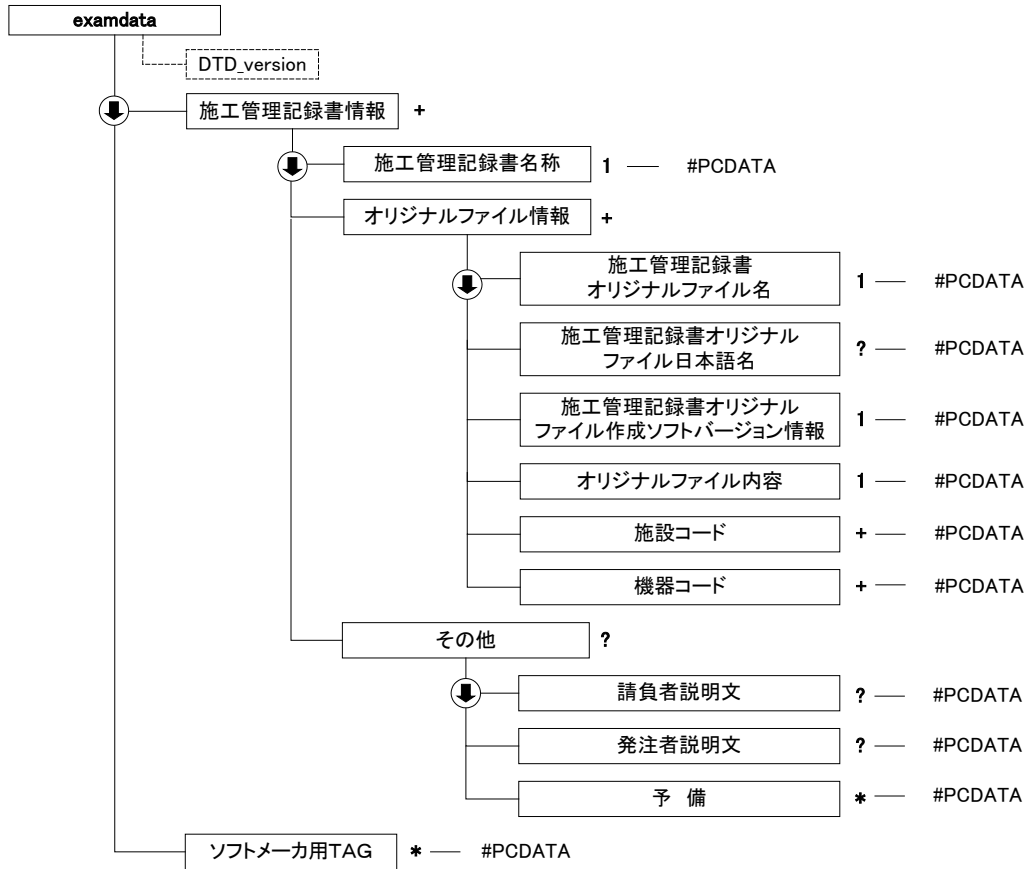 examdata
DTD_version
施工管理記録書情報 +
施工管理記録書名称 1 #PCDATA
オリジナルファイル情報 +
施工管理記録書
オリジナルファイル名 1 #PCDATA
施工管理記録書オリジナル
ファイル日本語名 ? #PCDATA
施工管理記録書オリジナル
ファイル作成ソフトバージョン情報 1 #PCDATA
オリジナルファイル内容 1 #PCDATA
施設コード + #PCDATA
機器コード + #PCDATA
その他 ?
請負者説明文 ? #PCDATA
発注者説明文 ? #PCDATA
予 備 * #PCDATA
ソフトメーカ用TAG * #PCDATA